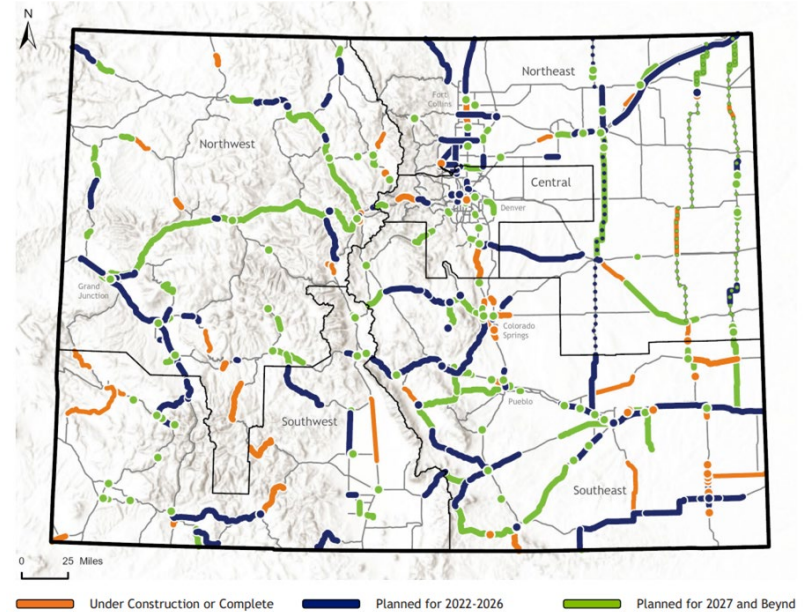 N
Northeast
Fort
Collins
Northwest
Central
Denver
Grand
Junction
Colorado
Springs
Pueblo
Southwest
Southeast
0 25 Miles
Under Construction or Complete Planned for 2022-2026 Planned for 2027 and Beynd